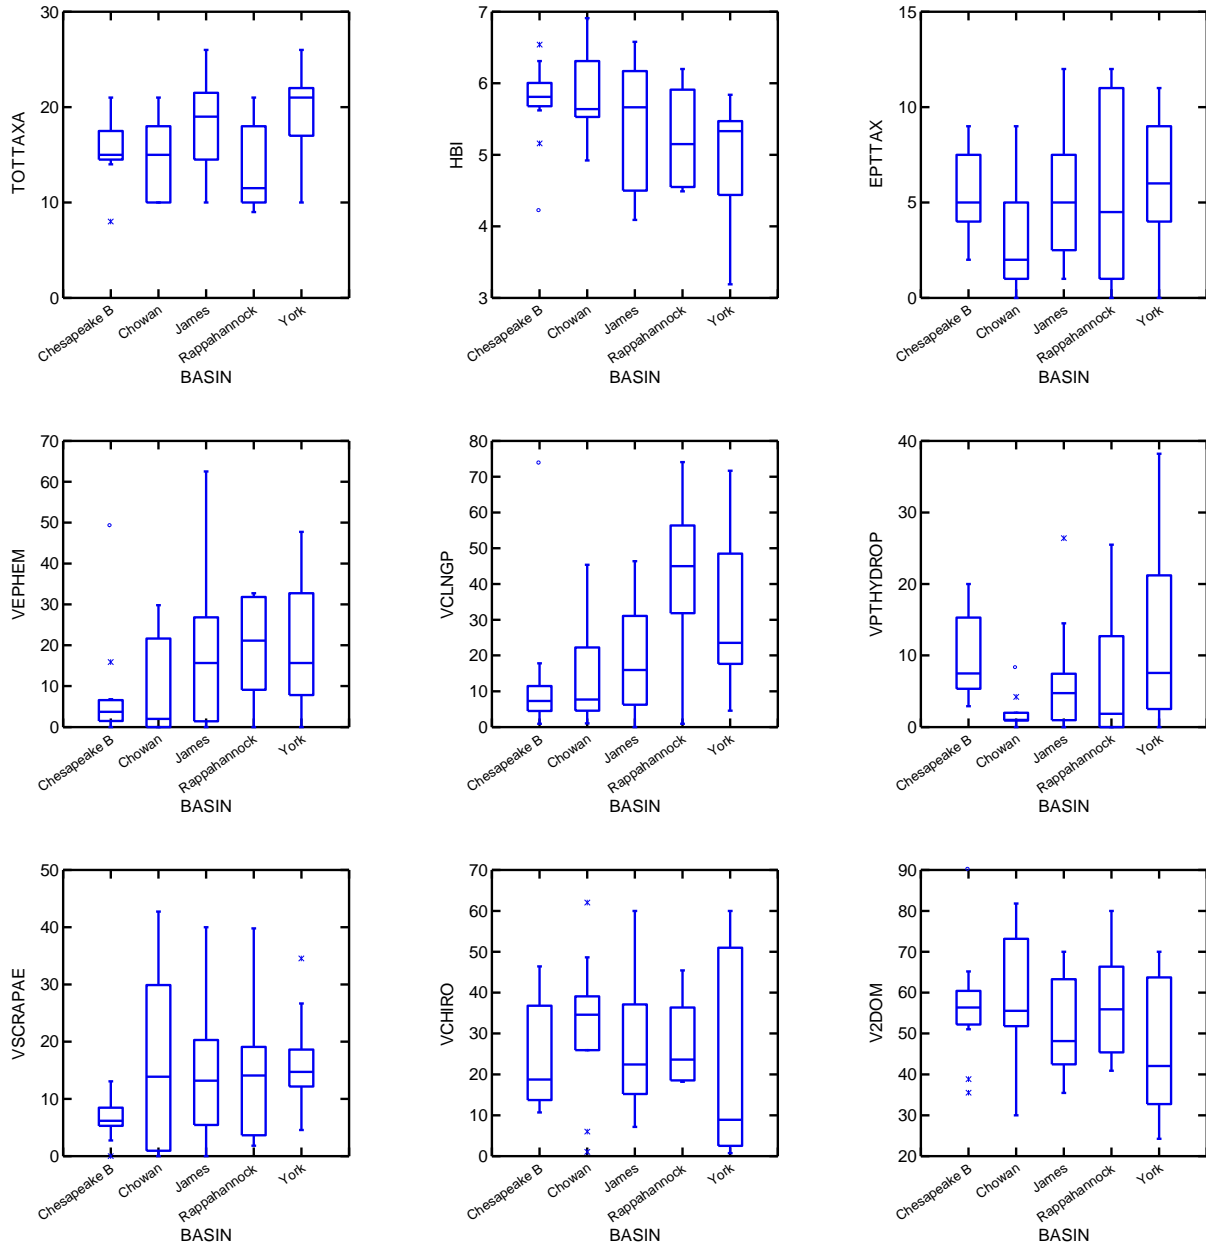 30
20
10
0
TOTTAXA
Chesapeake B
Chowan
James
Rappahannock
York
BASIN
7
6
5
4
3
HBI
Chesapeake B
Chowan
James
Rappahannock
York
BASIN
15
10
5
0
EPTTAX
Chesapeake B
Chowan
James
Rappahannock
York
BASIN
70
60
50
40
30
20
10
0
VEPHEM
Chesapeake B
Chowan
James
Rappahannock
York
BASIN
80
70
60
50
40
30
20
10
0
VCLNGP
Chesapeake B
Chowan
James
Rappahannock
York
BASIN
40
30
20
10
0
VPTHYDROP
Chesapeake B
Chowan
James
Rappahannock
York
BASIN
50
40
30
20
10
0
VSCRAPAE
Chesapeake B
Chowan
James
Rappahannock
York
BASIN
70
60
50
40
30
20
10
0
VCHIRO
Chesapeake B
Chowan
James
Rappahannock
York
BASIN
90
80
70
60
50
40
30
20
V2DOM
Chesapeake B
Chowan
James
Rappahannock
York
BASIN